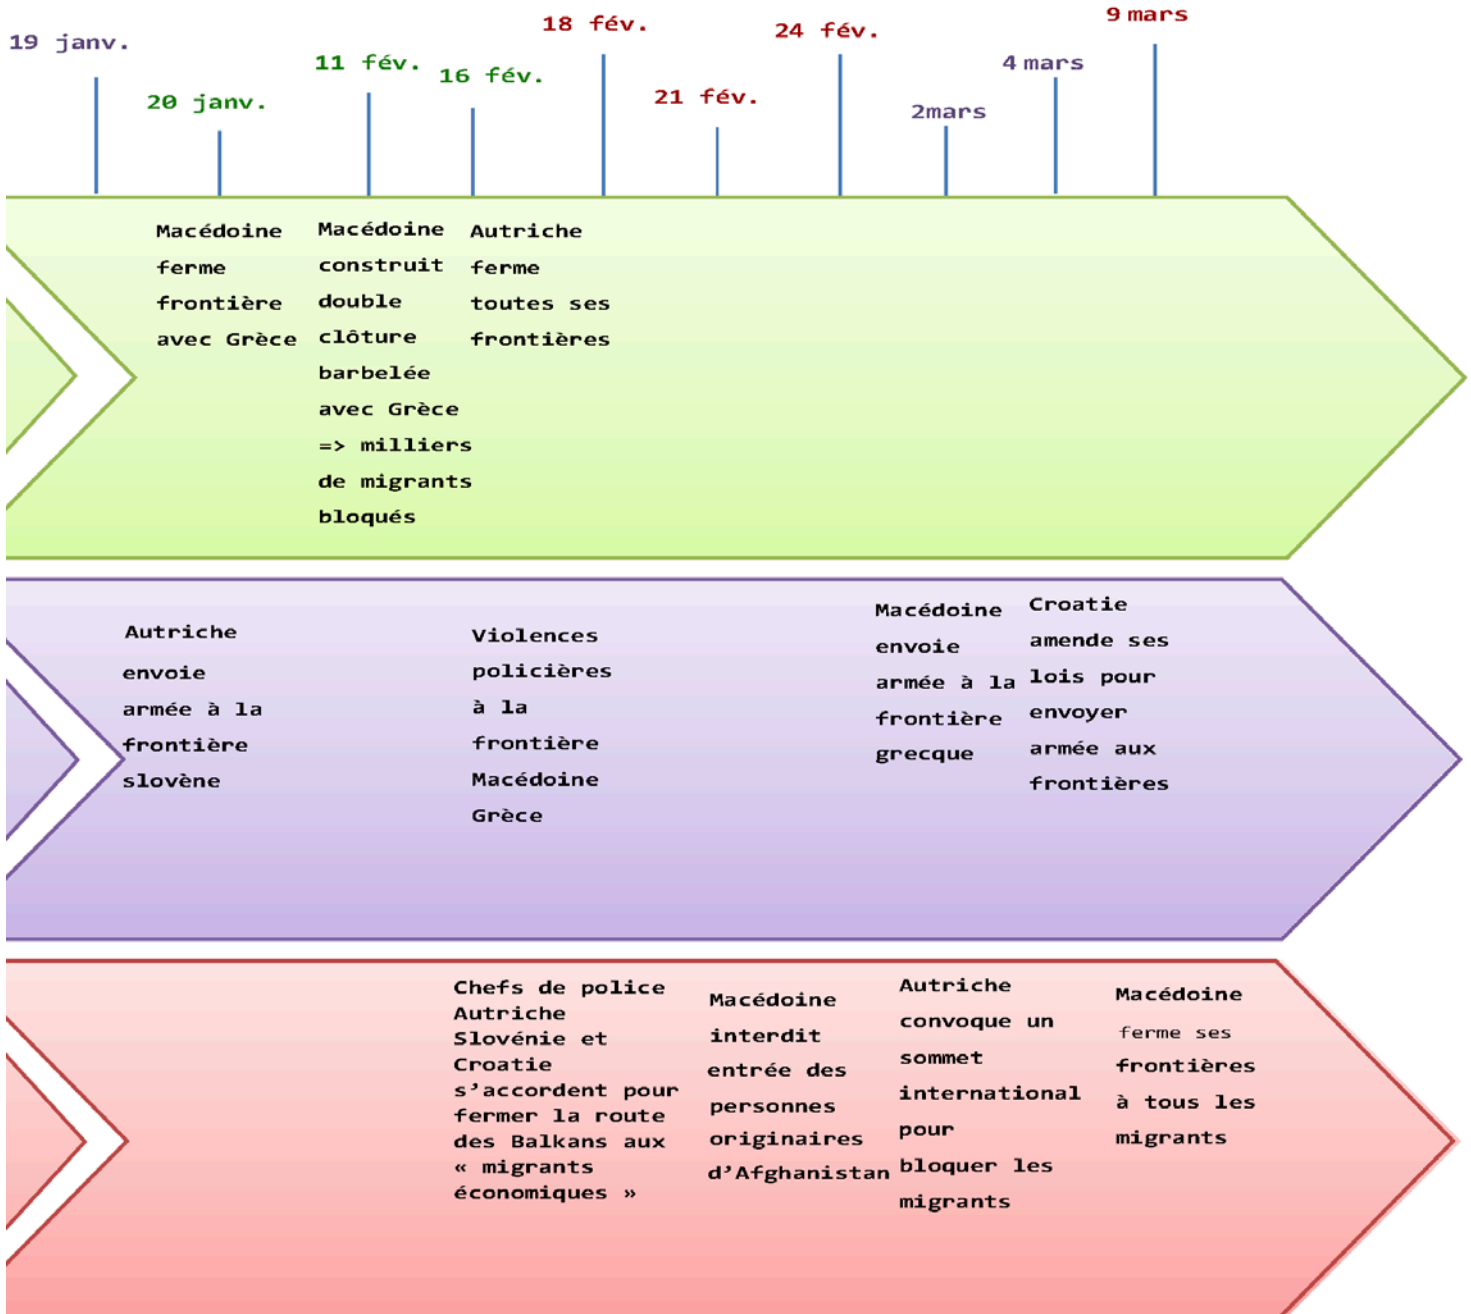 19 janv.
20 janv.
11 fév.
16 fév.
18 fév.
21 fév.
24 fév.
2mars
4 mars
9 mars
Macédoine
ferme
frontière
avec Grèce
Macédoine
construit
double
clôture
barbelée
avec Grèce
=> milliers
de migrants
bloqués
Autriche
ferme
toutes ses
frontières
Autriche
envoie
armée à la
frontière
slovène
Violences
policières
à la
frontière
Macédoine
Grèce
Macédoine
envoie
armée à la
frontière
grecque
Croatie
amende ses
lois pour
envoyer
armée aux
frontières
Chefs de police
Autriche
Slovénie et
Croatie
s’accordent pour
fermer la route
des Balkans aux
« migrants
économiques »
Macédoine
interdit
entrée des
personnes
originaires
d’Afghanistan
Autriche
convoque un
sommet
international
pour
bloquer les
migrants
Macédoine
ferme ses
frontières
à tous les
migrants